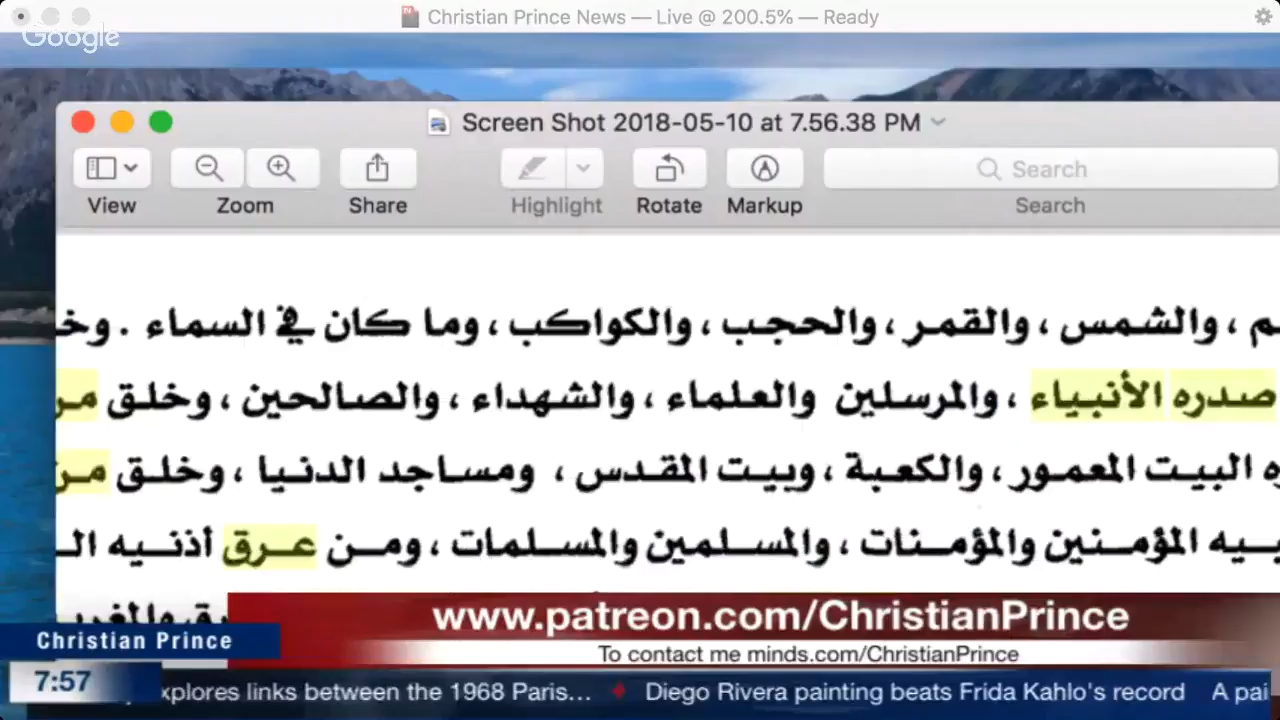 Christian Prince News — Live @ 200.5% — Ready
Google
Screen Shot 2018-05-10 at 7.56.38 PM
Search
View
Zoom
Share
Highlight
Rotate
Markup
Search
، والشمس ، والقمر ، والحجب ، والكواكب ، وما كان في السماء .
صدره الأنبياء ، والمرسلين والعلماء ، والشهداء ، والصالحين ، وخلق
البيت المعمور ، والكعبة ، وبيت المقدس ، ومساجد الدنيا ، وخلق
المؤمنين والمؤمنات ، والمسلمين والمسلمات ، ومن عرق أذنيه
www.patreon.com/ChristianPrince
Christian Prince
To contact me minds.com/ChristianPrince
7:57
xplores links between the 1968 Paris... Diego Rivera painting beats Frida Kahlo's record A pai